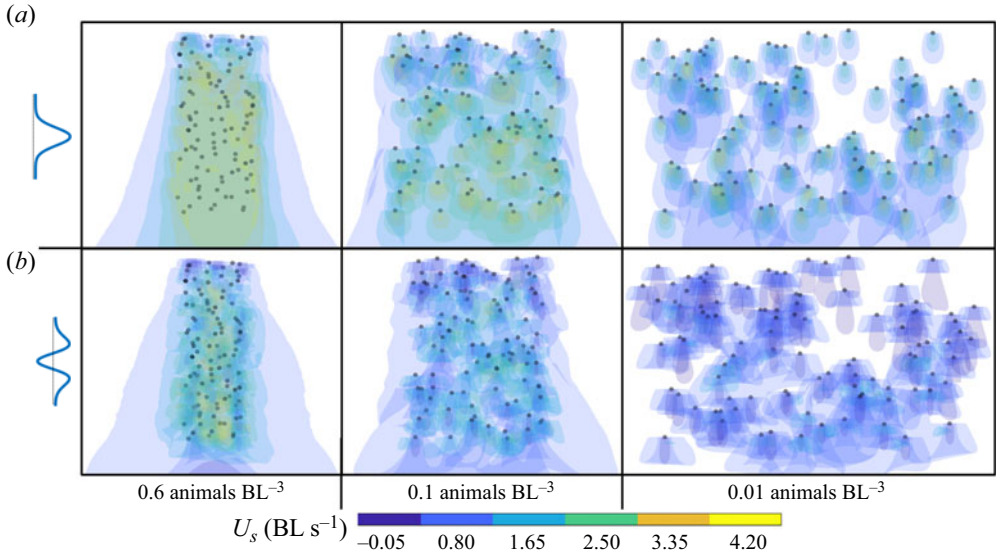 (a)
(b)
0.6 animals BL⁻³ 0.1 animals BL⁻³ 0.01 animals BL⁻³
U_s (BL s⁻¹)
–0.05 0.80 1.65 2.50 3.35 4.20